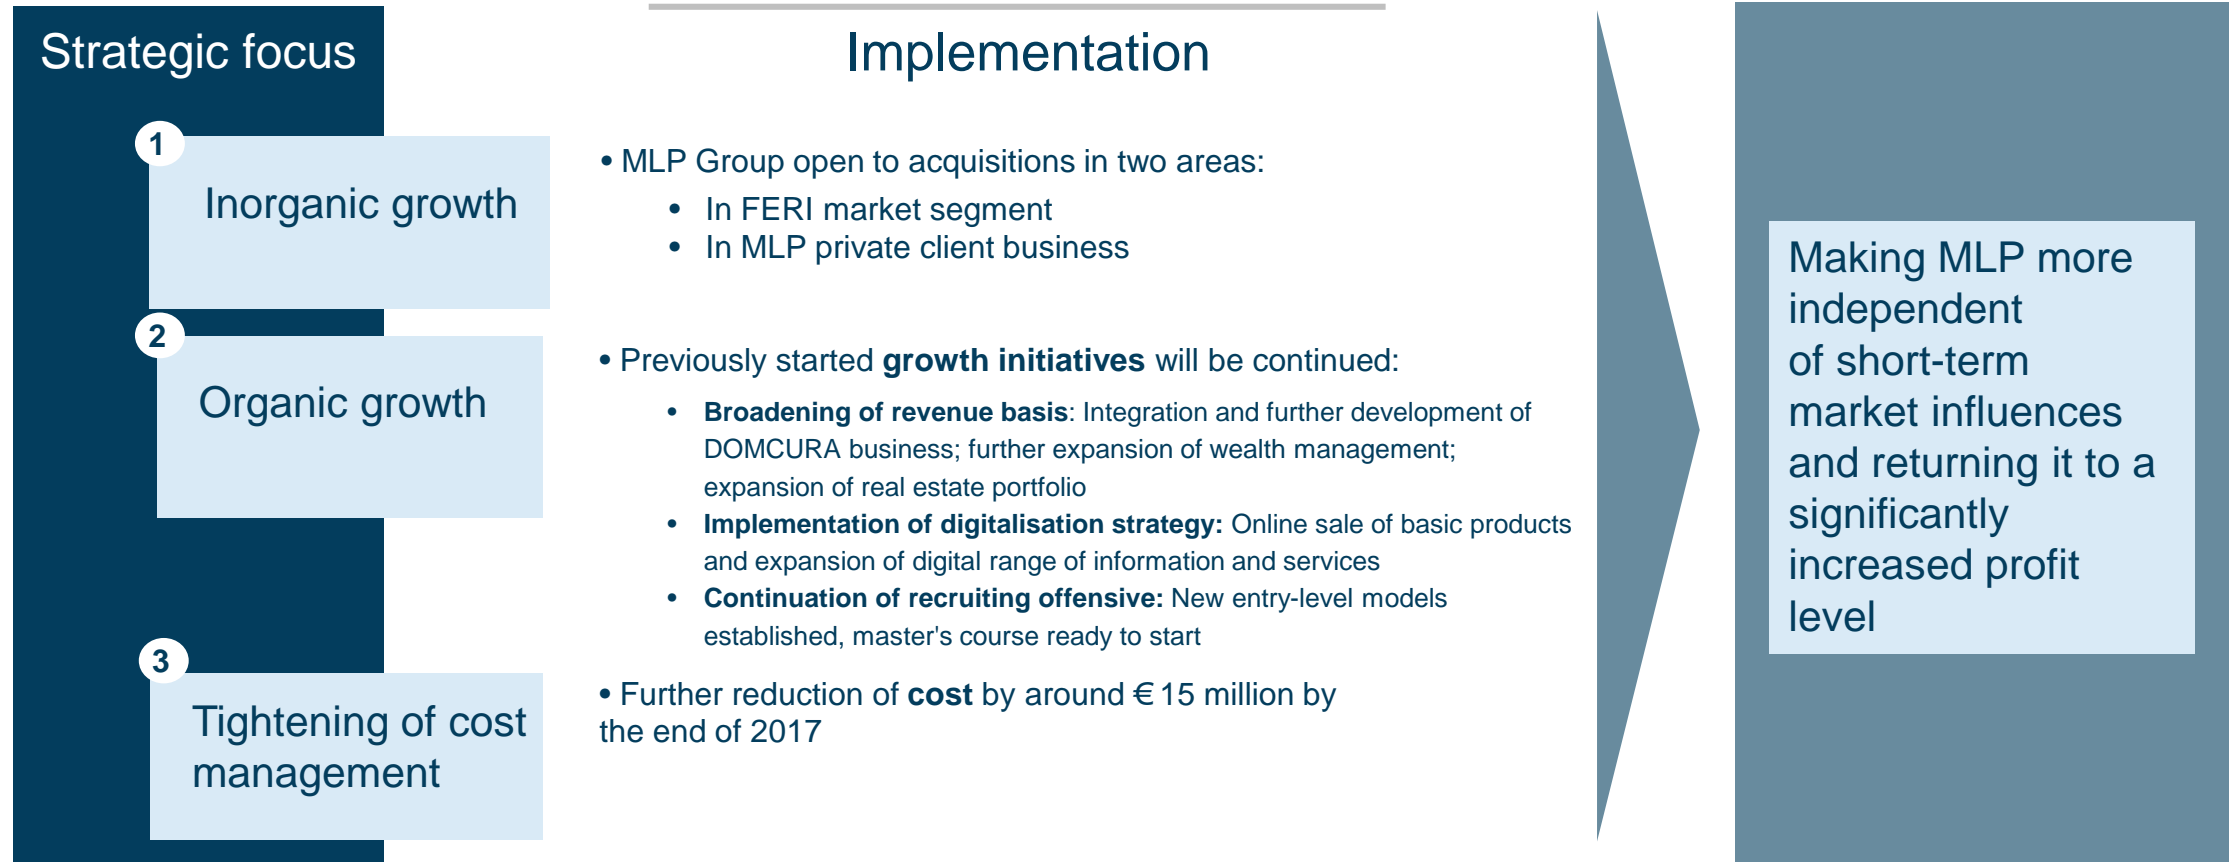 Strategic focus
Implementation
1
Inorganic growth
• MLP Group open to acquisitions in two areas:
• In FERI market segment
• In MLP private client business
2
Organic growth
• Previously started growth initiatives will be continued:
• Broadening of revenue basis: Integration and further development of
DOMCURA business; further expansion of wealth management;
expansion of real estate portfolio
• Implementation of digitalisation strategy: Online sale of basic products
and expansion of digital range of information and services
• Continuation of recruiting offensive: New entry-level models
established, master's course ready to start
3
Tightening of cost
management
• Further reduction of cost by around € 15 million by
the end of 2017
Making MLP more
independent
of short-term
market influences
and returning it to a
significantly
increased profit
level